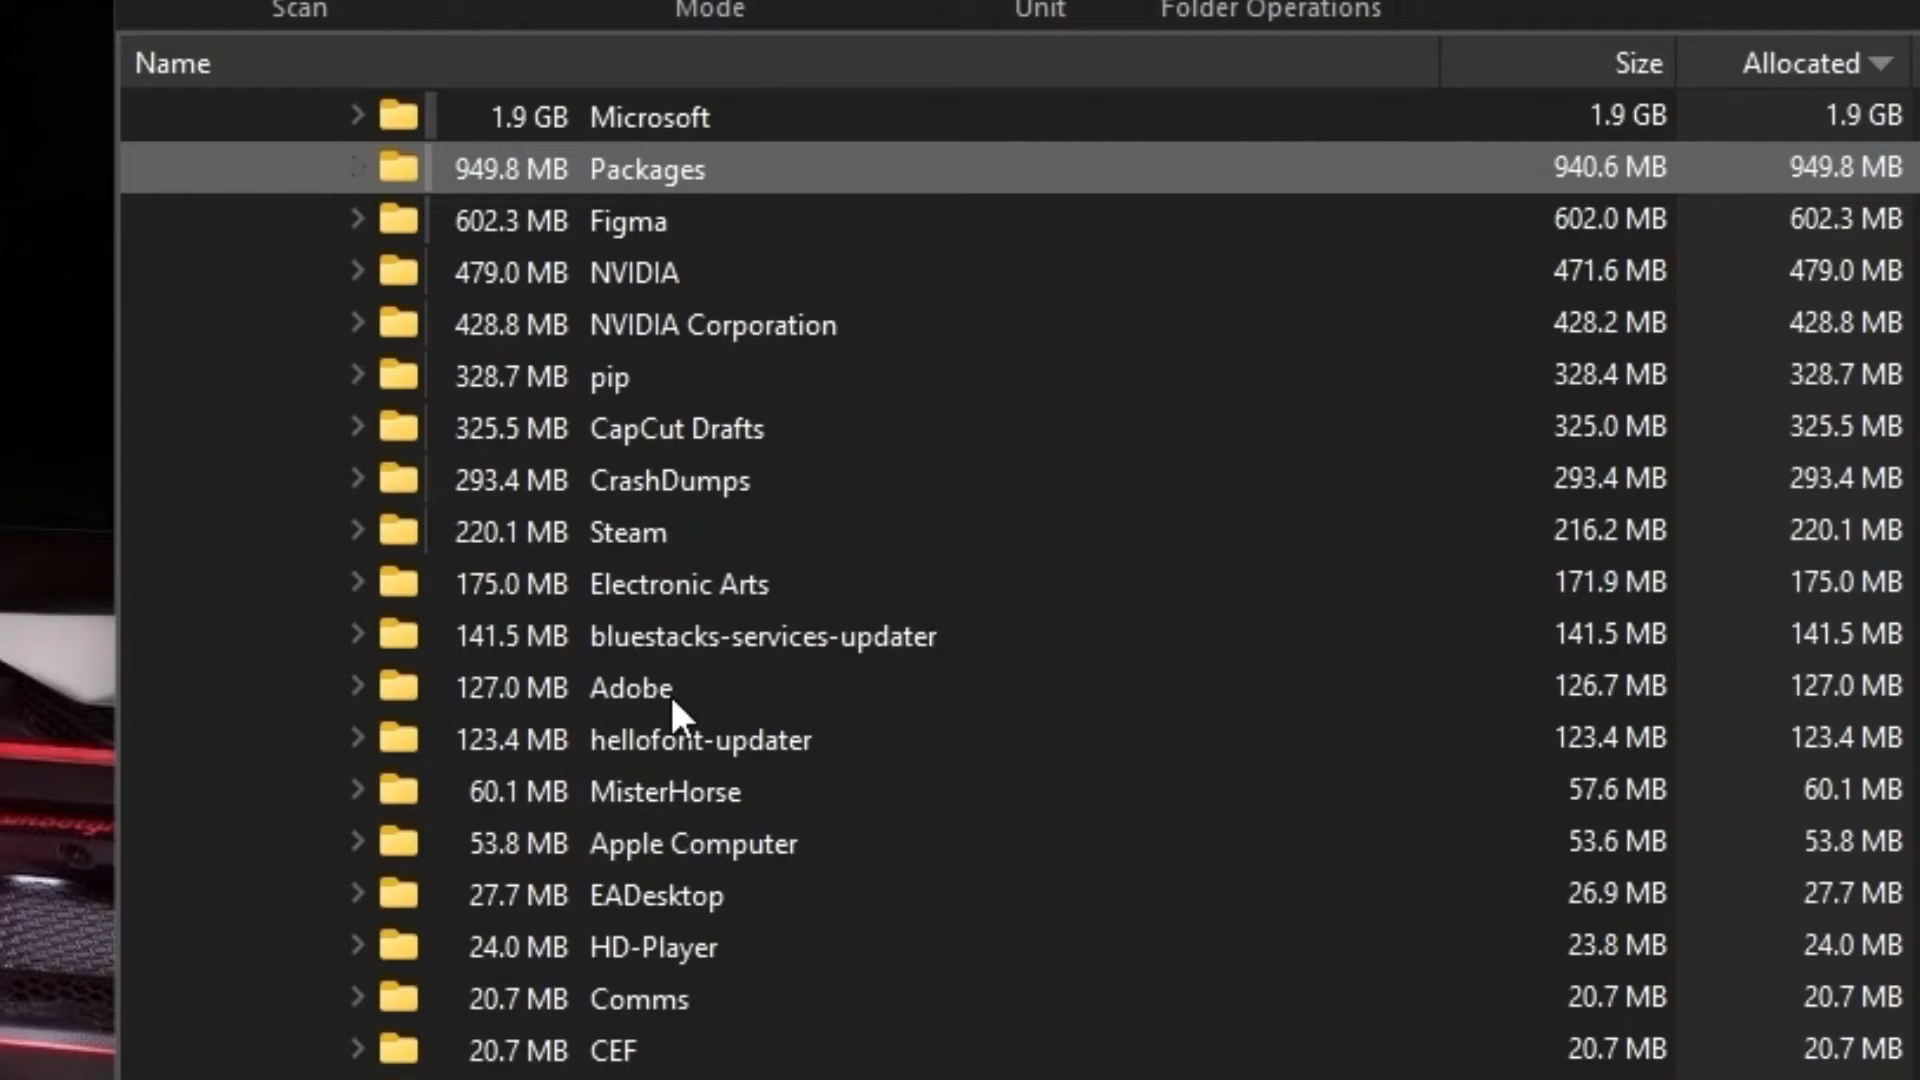 Scan Mode Unit Folder Operations
Name Size Allocated
1.9 GB Microsoft 1.9 GB 1.9 GB
949.8 MB Packages 940.6 MB 949.8 MB
602.3 MB Figma 602.0 MB 602.3 MB
479.0 MB NVIDIA 471.6 MB 479.0 MB
428.8 MB NVIDIA Corporation 428.2 MB 428.8 MB
328.7 MB pip 328.4 MB 328.7 MB
325.5 MB CapCut Drafts 325.0 MB 325.5 MB
293.4 MB CrashDumps 293.4 MB 293.4 MB
220.1 MB Steam 216.2 MB 220.1 MB
175.0 MB Electronic Arts 171.9 MB 175.0 MB
141.5 MB bluestacks-services-updater 141.5 MB 141.5 MB
127.0 MB Adobe 126.7 MB 127.0 MB
123.4 MB hellofont-updater 123.4 MB 123.4 MB
60.1 MB MisterHorse 57.6 MB 60.1 MB
53.8 MB Apple Computer 53.6 MB 53.8 MB
27.7 MB EADesktop 26.9 MB 27.7 MB
24.0 MB HD-Player 23.8 MB 24.0 MB
20.7 MB Comms 20.7 MB 20.7 MB
20.7 MB CEF 20.7 MB 20.7 MB